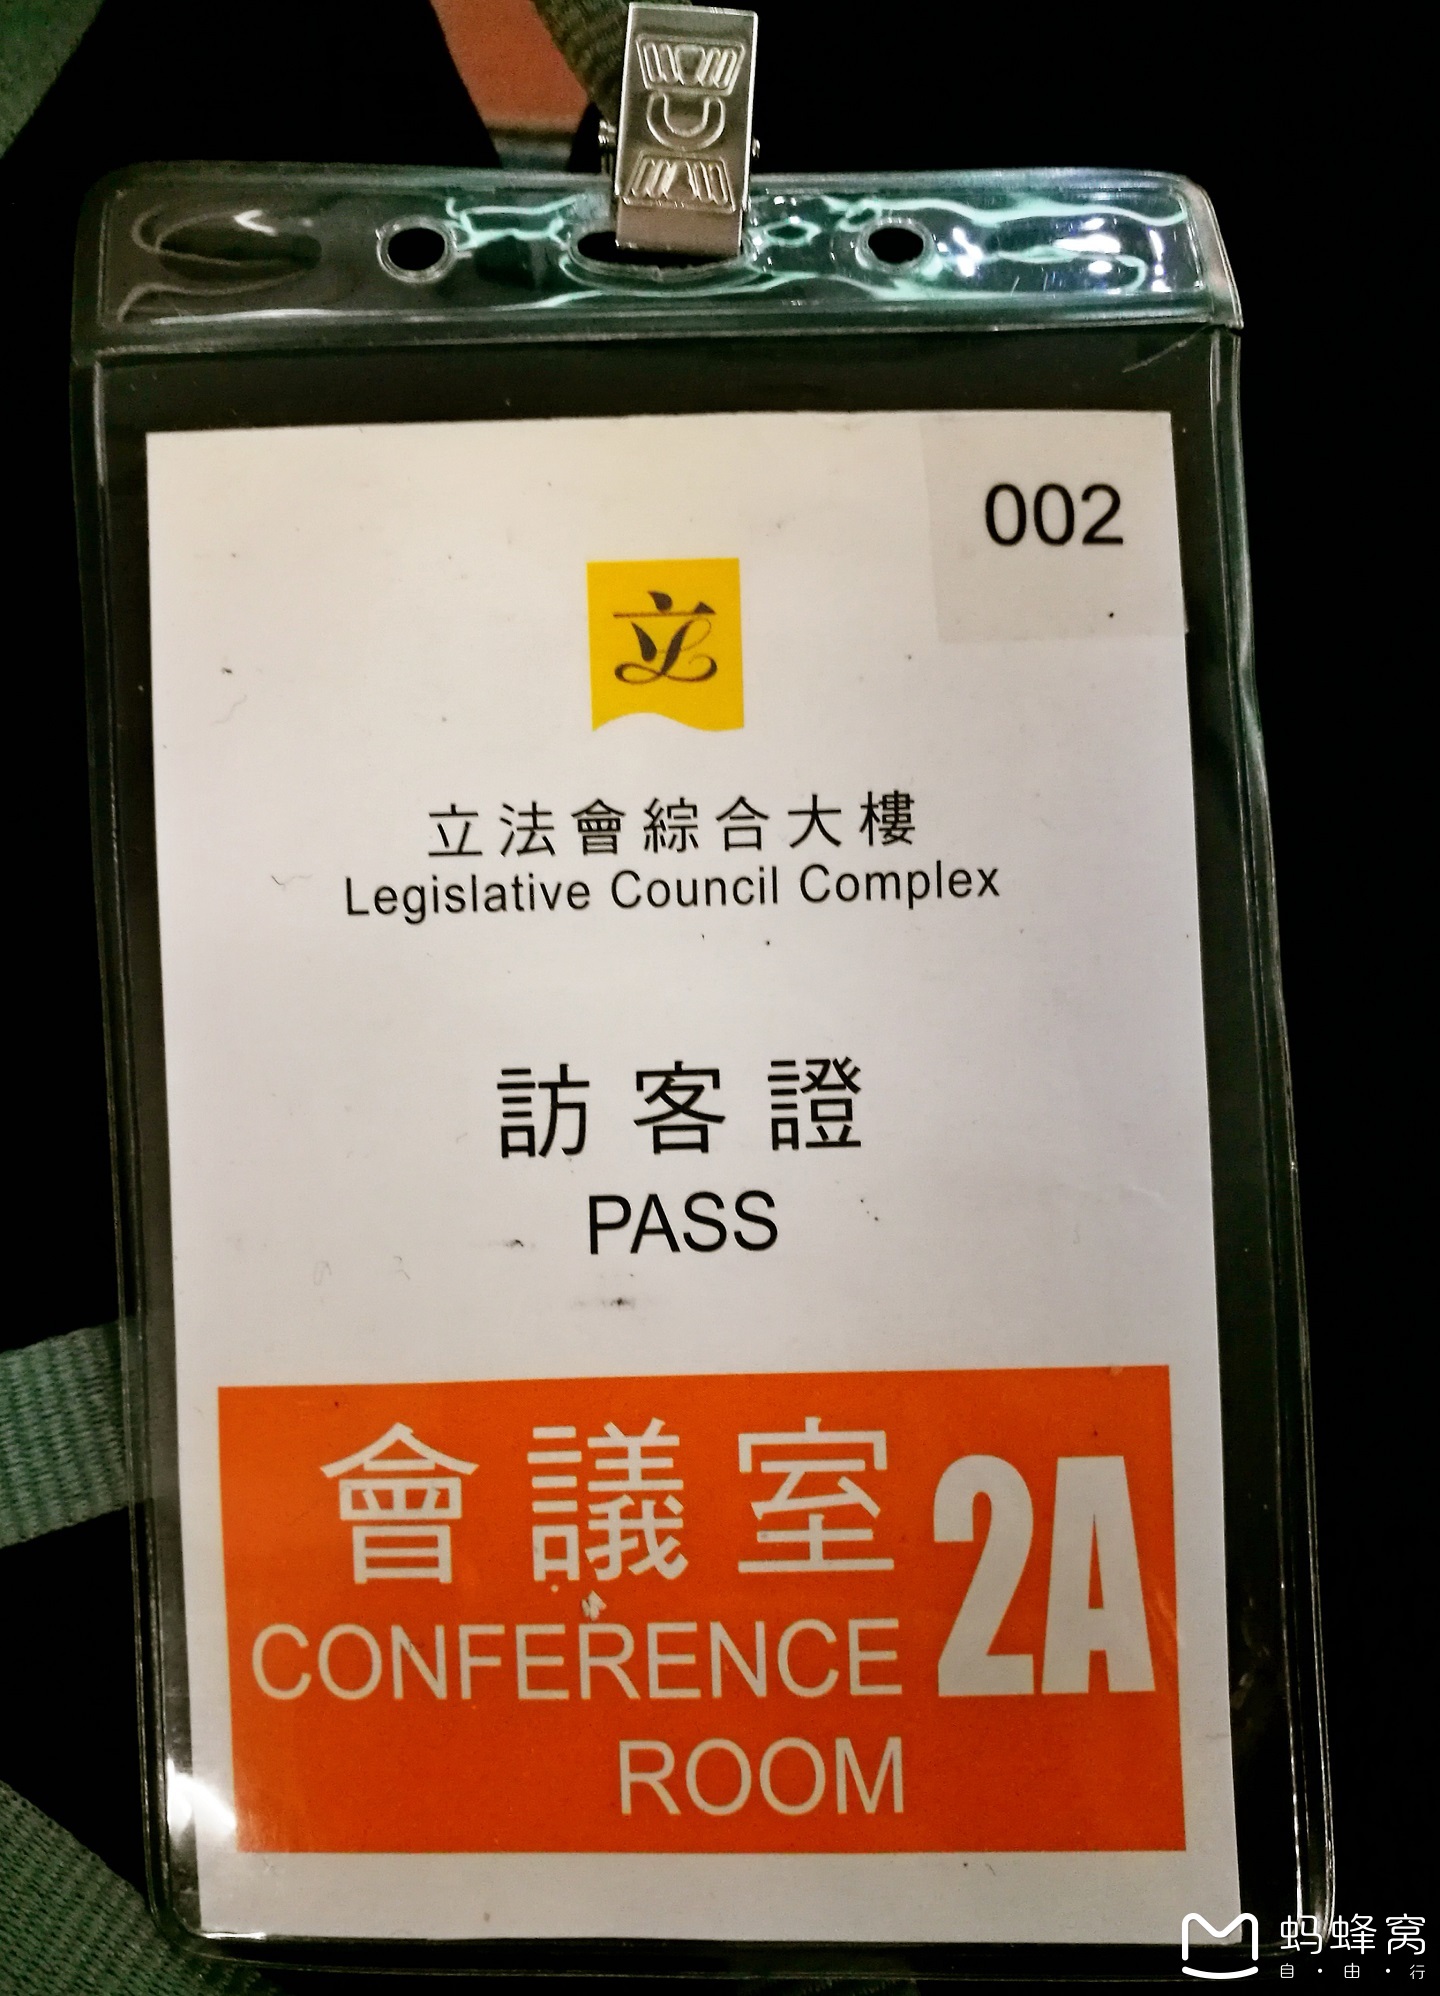 002
立
立法會綜合大樓
Legislative Council Complex
訪客證
PASS
會議室 2A
CONFERENCE
ROOM
蚂蜂窝
自·由·行